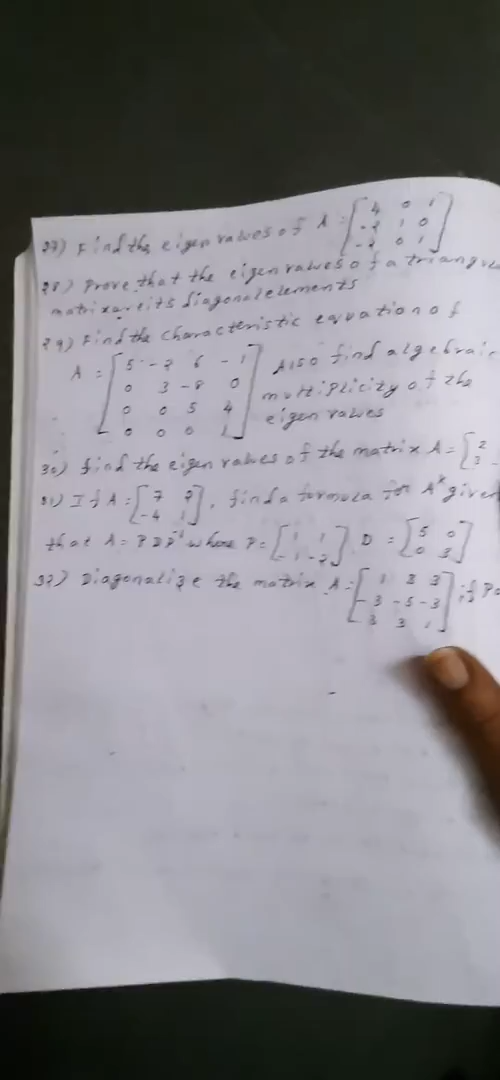 27) Find the eigen values of A = [4 0 1
-2 1 0
-2 0 1]
28) Prove that the eigen values of a
matrix are its diagonal elements
29) Find the characteristic equation of
A = [5 -2 6 -1
0 3 -8 0
0 0 5 4
0 0 0 1] Also find algebraic
multiplicity of the
eigen values
30) find the eigen values of the matrix A = [2
3
31) If A = [7 2
-4 1], find a formula for A^k given
that A = PDP^-1 where P = [1 1
-1 -2], D = [5 0
0 3]
32) Diagonalize the matrix A = [1 3 3
-3 -5 -3
3 3 1] if